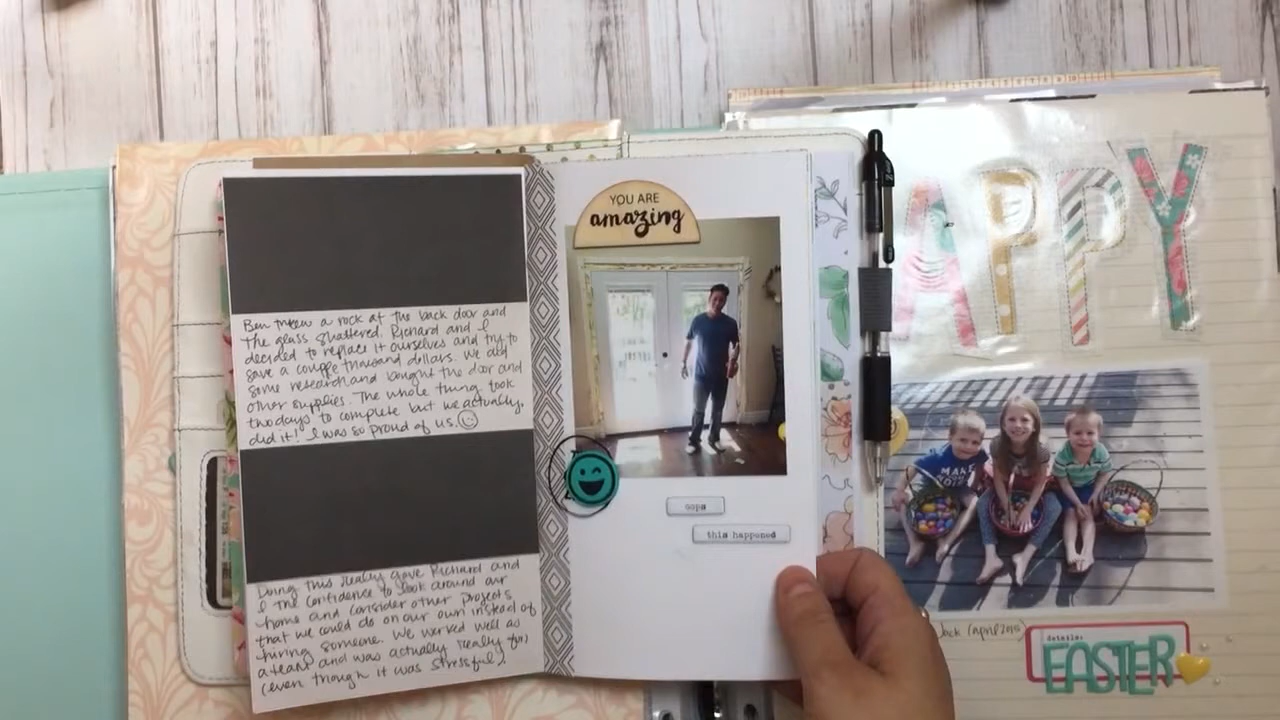 Ben threw a rock at the back door and
the glass shattered. Richard and I
decided to replace it ourselves and try to
save a couple thousand dollars. We did
some research and bought the door and
other supplies. The whole thing took
two days to complete but we actually
did it! I was so proud of us.
Doing this really gave Richard and
I the confidence to look around our
home and consider other projects
that we could do on our own instead of
hiring someone. We worked well as
a team and was actually really fun
(even though it was stressful).
YOU ARE
amazing
oops
this happened
APPY
MAKE
Jack (april 2015)
details:
EASTER